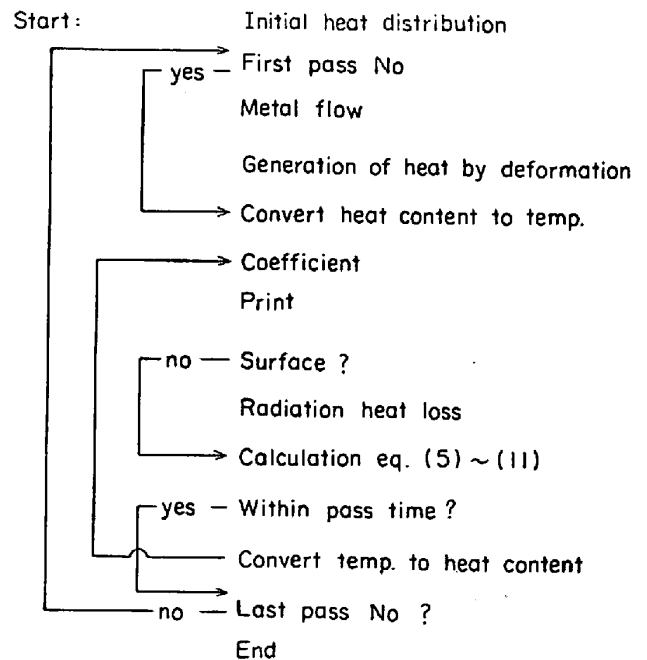 Start: Initial heat distribution
yes First pass No
Metal flow
Generation of heat by deformation
Convert heat content to temp.
Coefficient
Print
no Surface ?
Radiation heat loss
Calculation eq. (5) ~ (11)
yes Within pass time ?
Convert temp. to heat content
no Last pass No ?
End